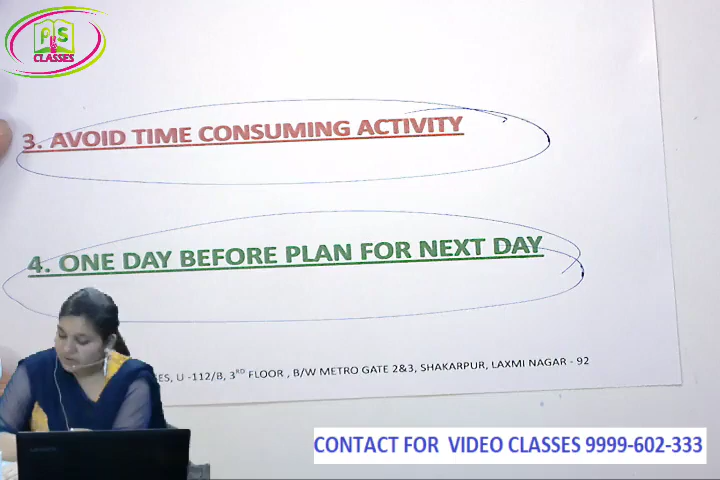 PS
CLASSES
3. AVOID TIME CONSUMING ACTIVITY
4. ONE DAY BEFORE PLAN FOR NEXT DAY
U -112/B, 3RD FLOOR , B/W METRO GATE 2&3, SHAKARPUR, LAXMI NAGAR - 92
CONTACT FOR VIDEO CLASSES 9999-602-333